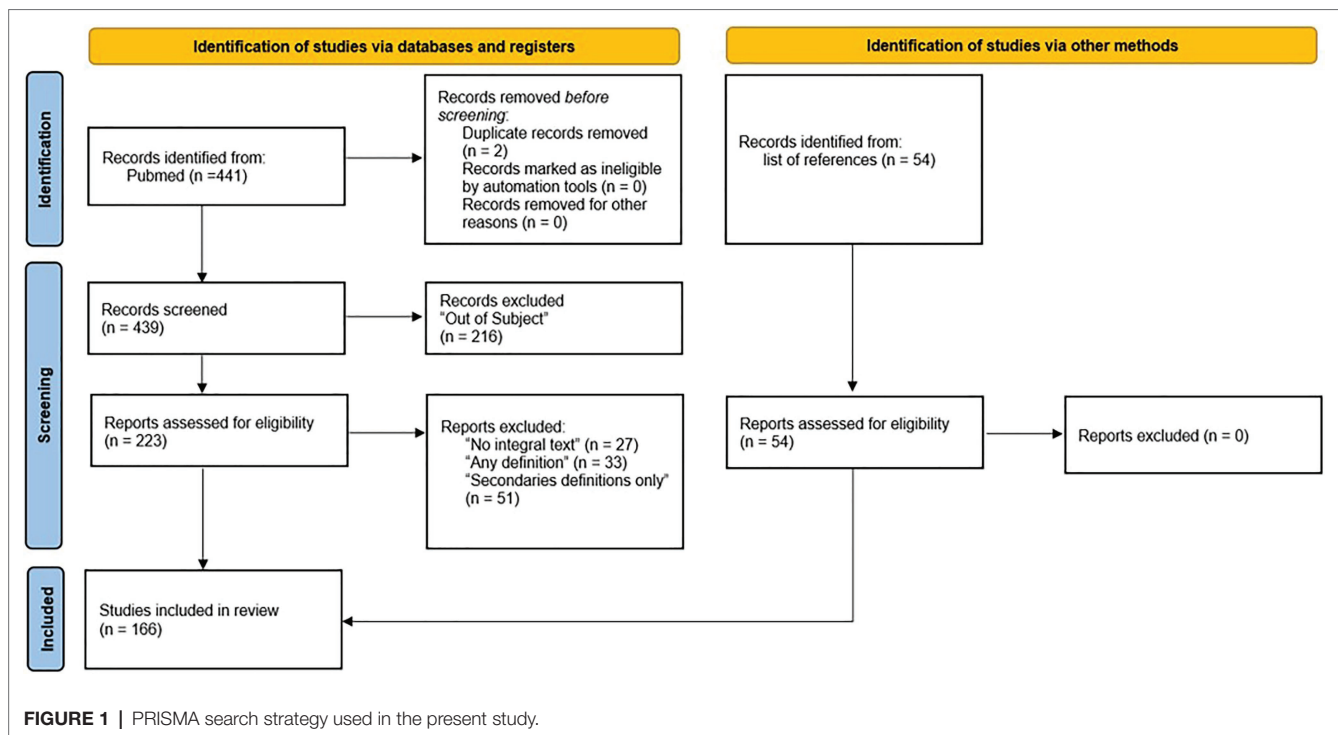 Identification of studies via databases and registers
Identification of studies via other methods
Identification
Records identified from:
Pubmed (n =441)
Records removed before
screening:
Duplicate records removed
(n = 2)
Records marked as ineligible
by automation tools (n = 0)
Records removed for other
reasons (n = 0)
Records identified from:
list of references (n = 54)
Screening
Records screened
(n = 439)
Records excluded
“Out of Subject”
(n = 216)
Reports assessed for eligibility
(n = 223)
Reports excluded:
“No integral text” (n = 27)
“Any definition” (n = 33)
“Secondaries definitions only”
(n = 51)
Reports assessed for eligibility
(n = 54)
Reports excluded (n = 0)
Included
Studies included in review
(n = 166)
FIGURE 1 | PRISMA search strategy used in the present study.